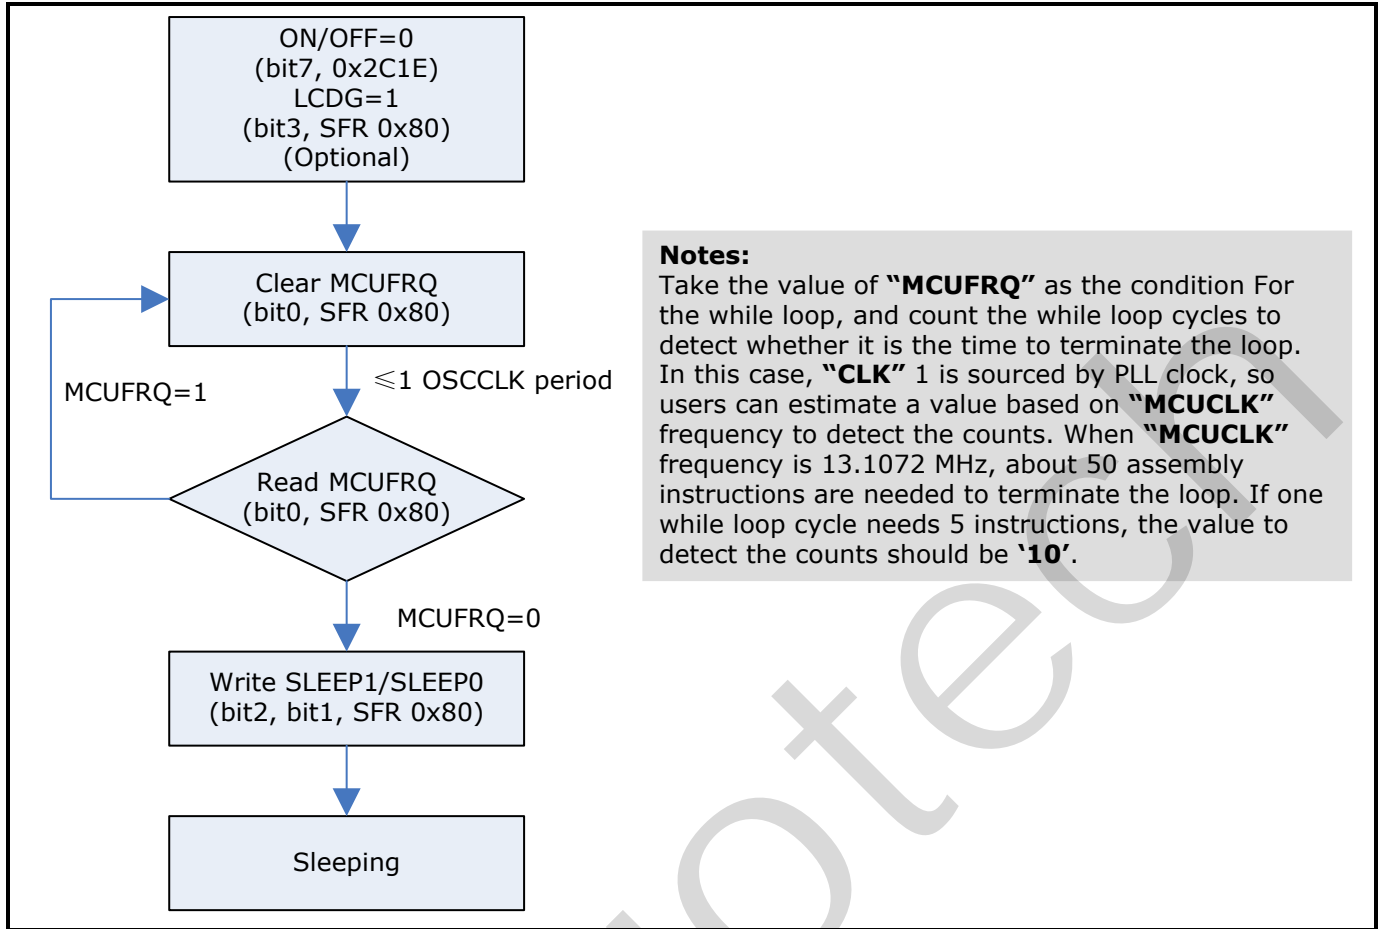 ON/OFF=0
(bit7, 0x2C1E)
LCDG=1
(bit3, SFR 0x80)
(Optional)
Clear MCUFRQ
(bit0, SFR 0x80)
≤1 OSCCLK period
MCUFRQ=1
Read MCUFRQ
(bit0, SFR 0x80)
MCUFRQ=0
Write SLEEP1/SLEEP0
(bit2, bit1, SFR 0x80)
Sleeping
Notes:
Take the value of “MCUFRQ” as the condition For
the while loop, and count the while loop cycles to
detect whether it is the time to terminate the loop.
In this case, “CLK” 1 is sourced by PLL clock, so
users can estimate a value based on “MCUCLK”
frequency to detect the counts. When “MCUCLK”
frequency is 13.1072 MHz, about 50 assembly
instructions are needed to terminate the loop. If one
while loop cycle needs 5 instructions, the value to
detect the counts should be ‘10’.
otech